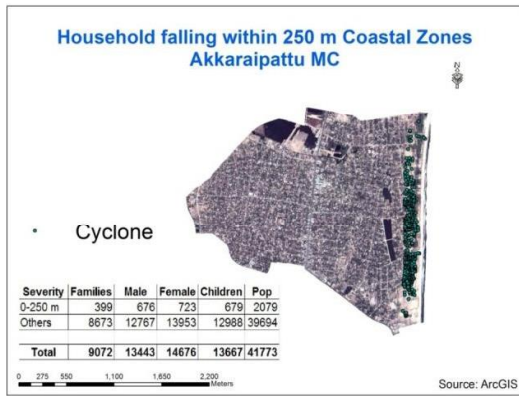 Household falling within 250 m Coastal Zones
Akkaraipattu MC
N
Cyclone
Severity Families Male Female Children Pop
0-250 m 399 676 723 679 2079
Others 8673 12767 13953 12988 39694
Total 9072 13443 14676 13667 41773
0 275 550 1,100 1,650 2,200
Meters
Source: ArcGIS